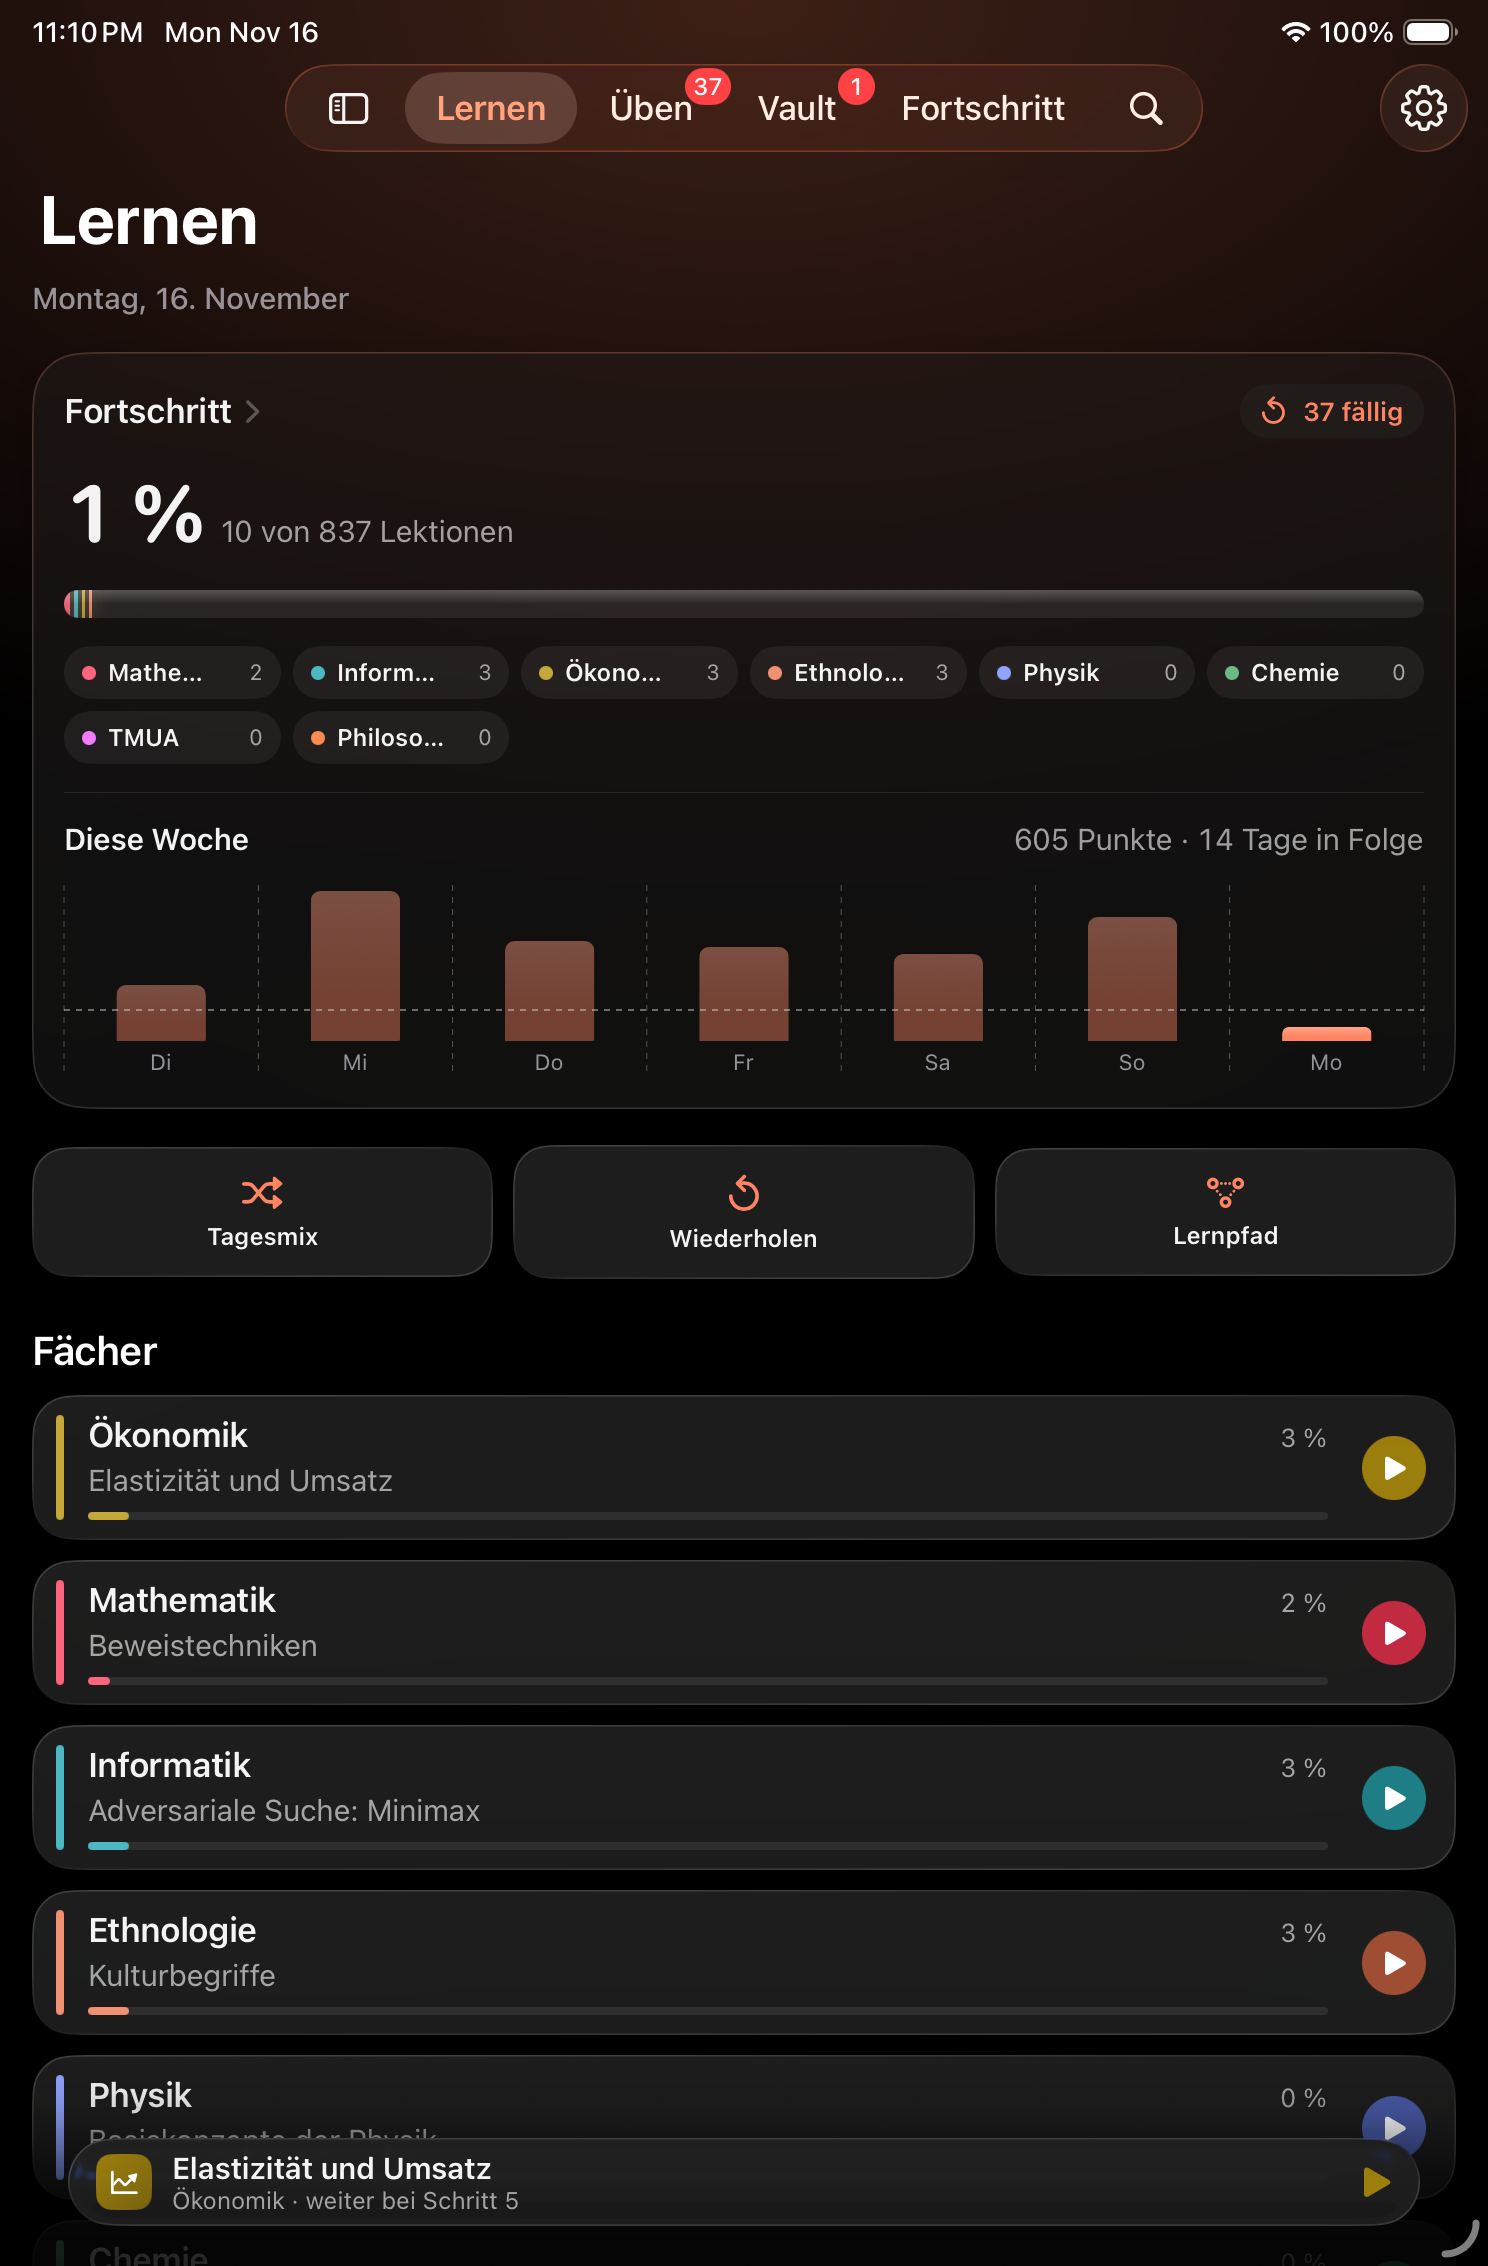 11:10 PM Mon Nov 16
100%
Lernen
Üben
37
Vault
1
Fortschritt
Lernen
Montag, 16. November
Fortschritt
37 fällig
1 % 10 von 837 Lektionen
Mathe... 2
Inform... 3
Ökono... 3
Ethnolo... 3
Physik 0
Chemie 0
TMUA 0
Philoso... 0
Diese Woche
605 Punkte · 14 Tage in Folge
Di Mi Do Fr Sa So Mo
Tagesmix
Wiederholen
Lernpfad
Fächer
Ökonomik
3 %
Elastizität und Umsatz
Mathematik
2 %
Beweistechniken
Informatik
3 %
Adversariale Suche: Minimax
Ethnologie
3 %
Kulturbegriffe
Physik
0 %
Basiskonzepte der Physik
Elastizität und Umsatz
Ökonomik · weiter bei Schritt 5
Chemie
0 %